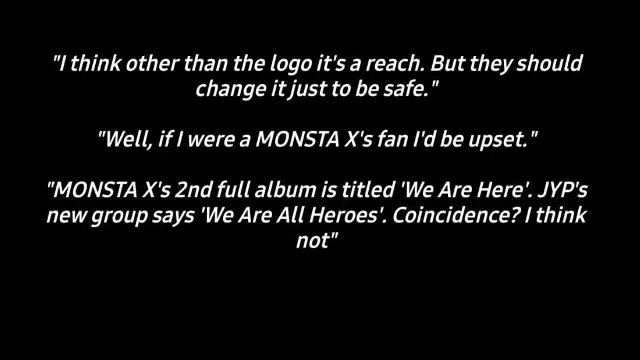 "I think other than the logo it's a reach. But they should
change it just to be safe."
"Well, if I were a MONSTA X's fan I'd be upset."
"MONSTA X's 2nd full album is titled 'We Are Here'. JYP's
new group says 'We Are All Heroes'. Coincidence? I think
not"